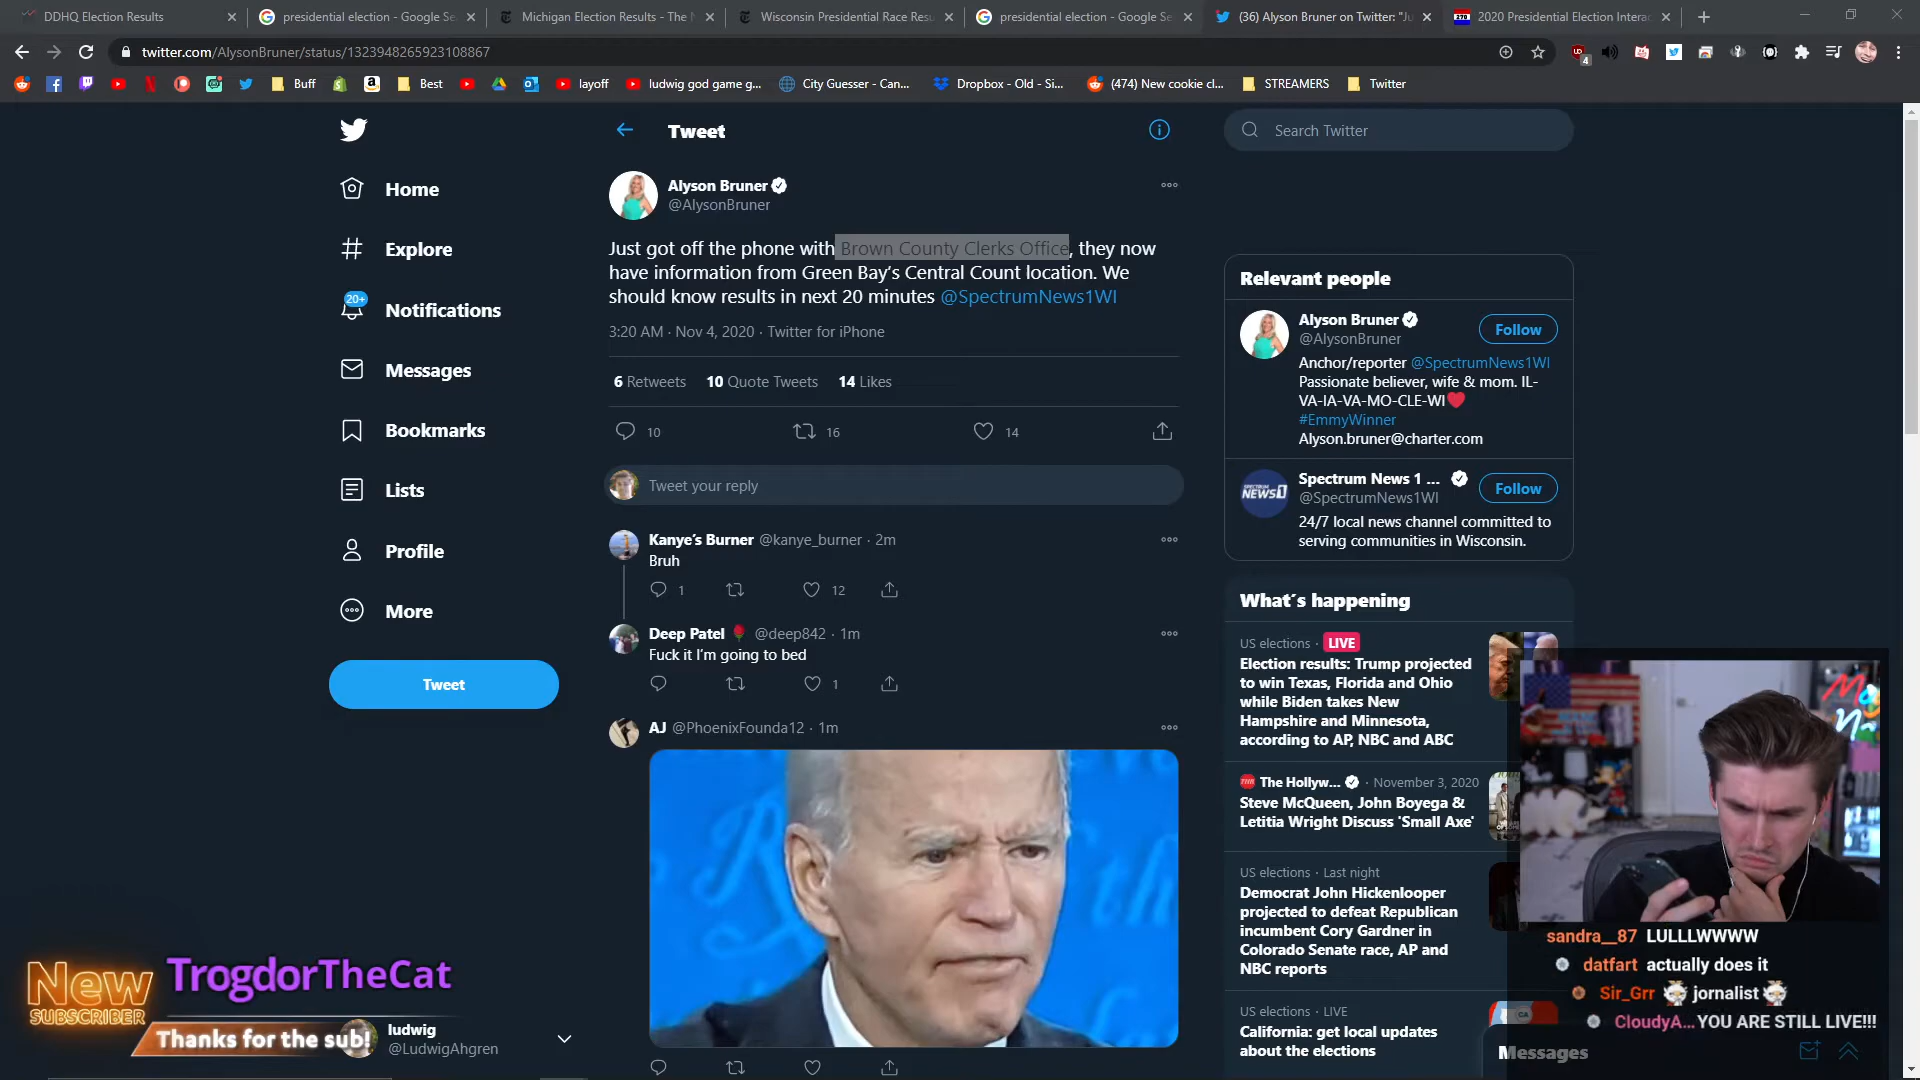 DDHQ Election Results
presidential election - Google Se
Michigan Election Results - The N
Wisconsin Presidential Race Resu
presidential election - Google Se
(36) Alyson Bruner on Twitter: "Ju
2020 Presidential Election Interac
twitter.com/AlysonBruner/status/1323948265923108867
4
Buff
Best
layoff
ludwig god game g...
City Guesser - Can...
Dropbox - Old - Si...
(474) New cookie cl...
STREAMERS
Twitter
Home
Explore
20+
Notifications
Messages
Bookmarks
Lists
Profile
More
Tweet
Tweet
Alyson Bruner
@AlysonBruner
Just got off the phone with Brown County Clerks Office, they now
have information from Green Bay's Central Count location. We
should know results in next 20 minutes @SpectrumNews1WI
3:20 AM · Nov 4, 2020 · Twitter for iPhone
6 Retweets 10 Quote Tweets 14 Likes
10 16 14
Tweet your reply
Kanye's Burner @kanye_burner · 2m
Bruh
1 12
Deep Patel @deep842 · 1m
Fuck it I'm going to bed
1
AJ @PhoenixFounda12 · 1m
Search Twitter
Relevant people
Alyson Bruner
@AlysonBruner
Follow
Anchor/reporter @SpectrumNews1WI
Passionate believer, wife & mom. IL-
VA-IA-VA-MO-CLE-WI
#EmmyWinner
Alyson.bruner@charter.com
SPECTRUM
NEWS1
Spectrum News 1 ...
@SpectrumNews1WI
Follow
24/7 local news channel committed to
serving communities in Wisconsin.
What's happening
US elections · LIVE
Election results: Trump projected
to win Texas, Florida and Ohio
while Biden takes New
Hampshire and Minnesota,
according to AP, NBC and ABC
The Hollyw... · November 3, 2020
Steve McQueen, John Boyega &
Letitia Wright Discuss 'Small Axe'
US elections · Last night
Democrat John Hickenlooper
projected to defeat Republican
incumbent Cory Gardner in
Colorado Senate race, AP and
NBC reports
US elections · LIVE
California: get local updates
about the elections
sandra__87 LULLLWWWW
datfart actually does it
Sir_Grr jornalist
CloudyA... YOU ARE STILL LIVE!!!
Messages
New
SUBSCRIBER
TrogdorTheCat
Thanks for the sub!
ludwig
@LudwigAhgren